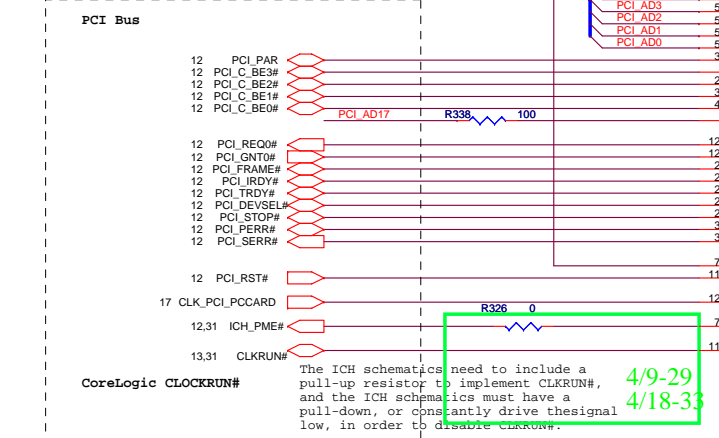 PCI_AD3
PCI_AD2
PCI_AD1
PCI_AD0
PCI Bus
12 PCI_PAR
12 PCI_C_BE3#
12 PCI_C_BE2#
12 PCI_C_BE1#
12 PCI_C_BE0#
PCI_AD17 R338 100
12 PCI_REQ0#
12 PCI_GNT0#
12 PCI_FRAME#
12 PCI_IRDY#
12 PCI_TRDY#
12 PCI_DEVSEL#
12 PCI_STOP#
12 PCI_PERR#
12 PCI_SERR#
12 PCI_RST#
17 CLK_PCI_PCCARD
R326 0
12,31 ICH_PME#
13,31 CLKRUN#
The ICH schematics need to include a
pull-up resistor to implement CLKRUN#,
and the ICH schematics must have a
pull-down, or constantly drive thesignal
low, in order to disable CLKRUN#.
CoreLogic CLOCKRUN#
4/9-29
4/18-33